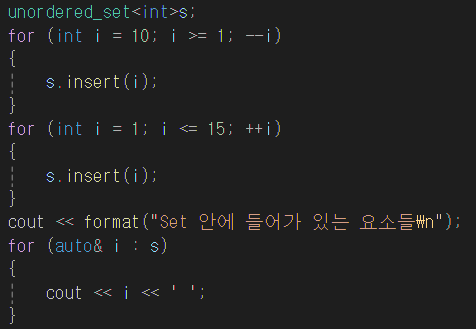 unordered_set<int>s;
for (int i = 10; i >= 1; --i)
{
    s.insert(i);
}
for (int i = 1; i <= 15; ++i)
{
    s.insert(i);
}
cout << format("Set 안에 들어가 있는 요소들₩n");
for (auto& i : s)
{
    cout << i << ' ';
}